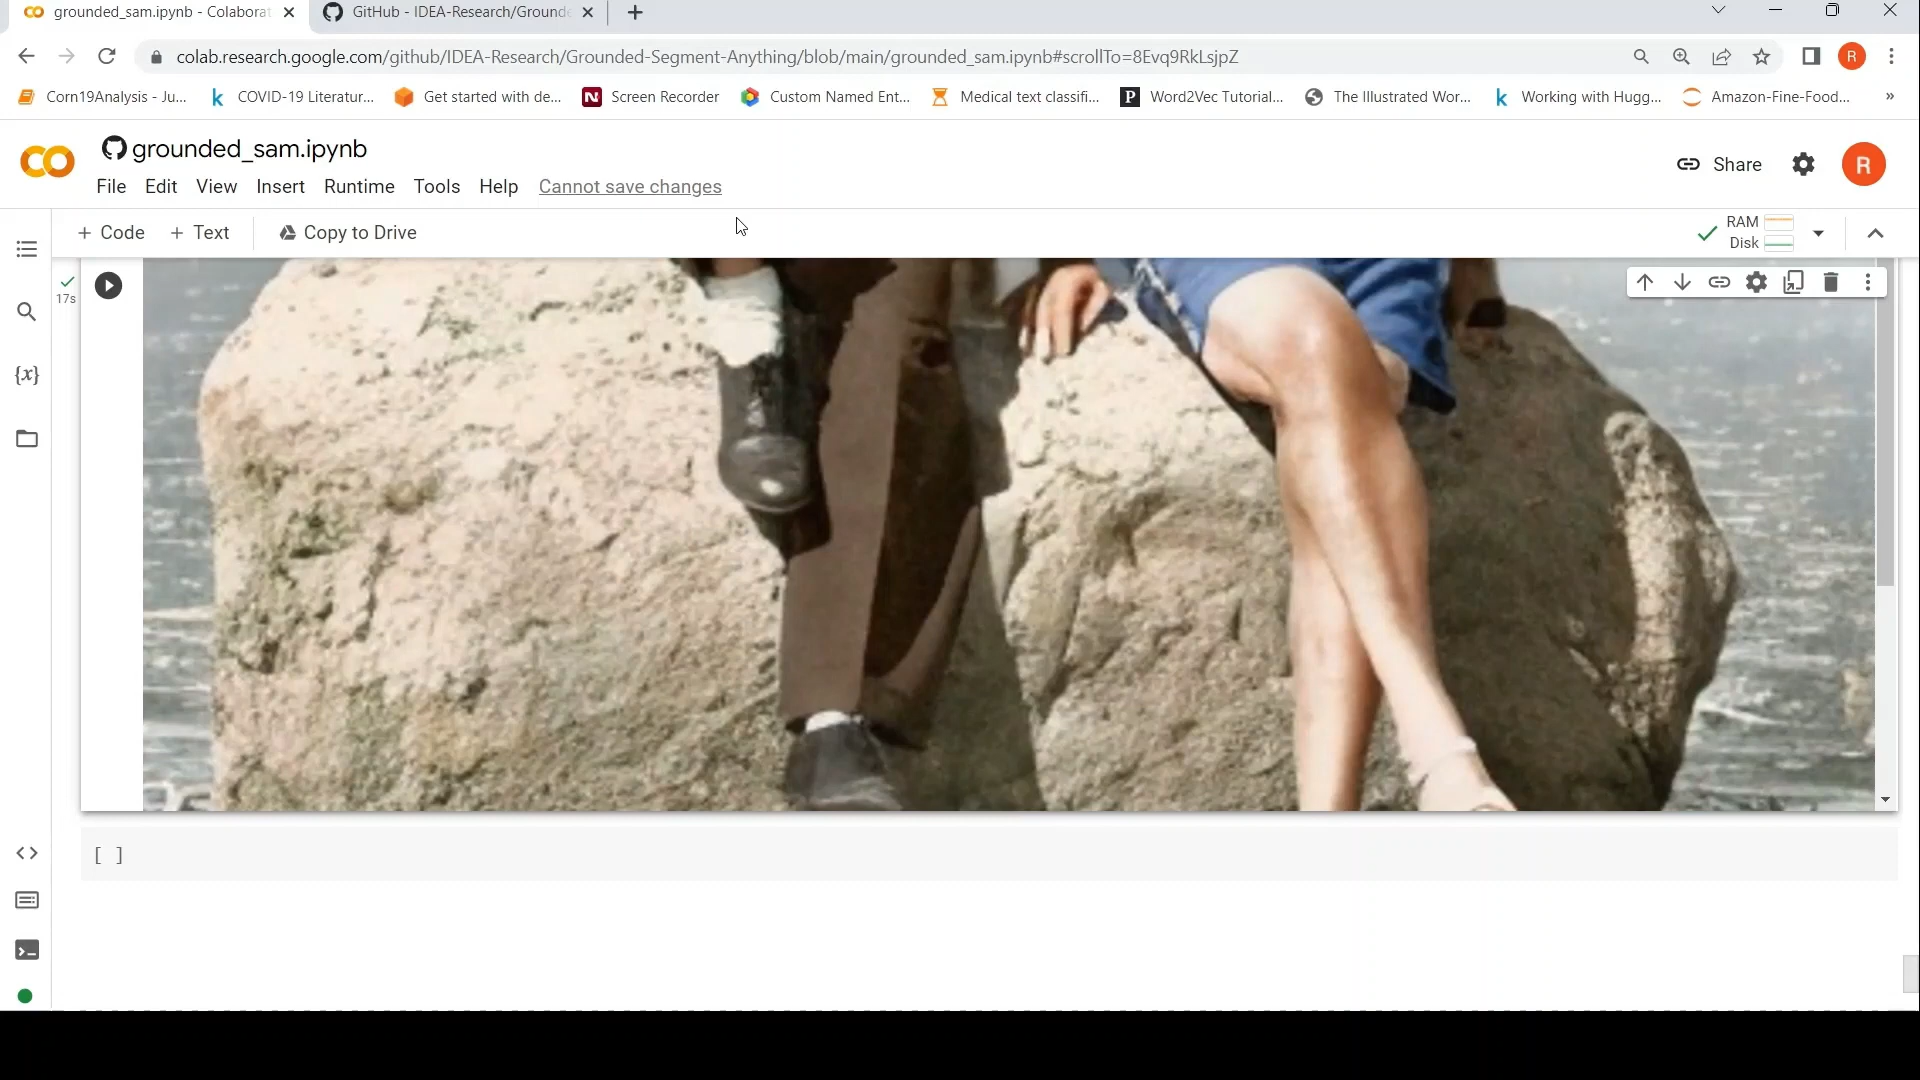 grounded_sam.ipynb - Colaborat
GitHub - IDEA-Research/Grounde
colab.research.google.com/github/IDEA-Research/Grounded-Segment-Anything/blob/main/grounded_sam.ipynb#scrollTo=8Evq9RkLsjpZ
R
Corn19Analysis - Ju... COVID-19 Literatur... Get started with de... Screen Recorder Custom Named Ent... Medical text classifi... Word2Vec Tutorial... The Illustrated Wor... Working with Hugg... Amazon-Fine-Food... »
grounded_sam.ipynb
File Edit View Insert Runtime Tools Help Cannot save changes
Share
R
+ Code + Text Copy to Drive
RAM
Disk
17s
{x}
[ ]